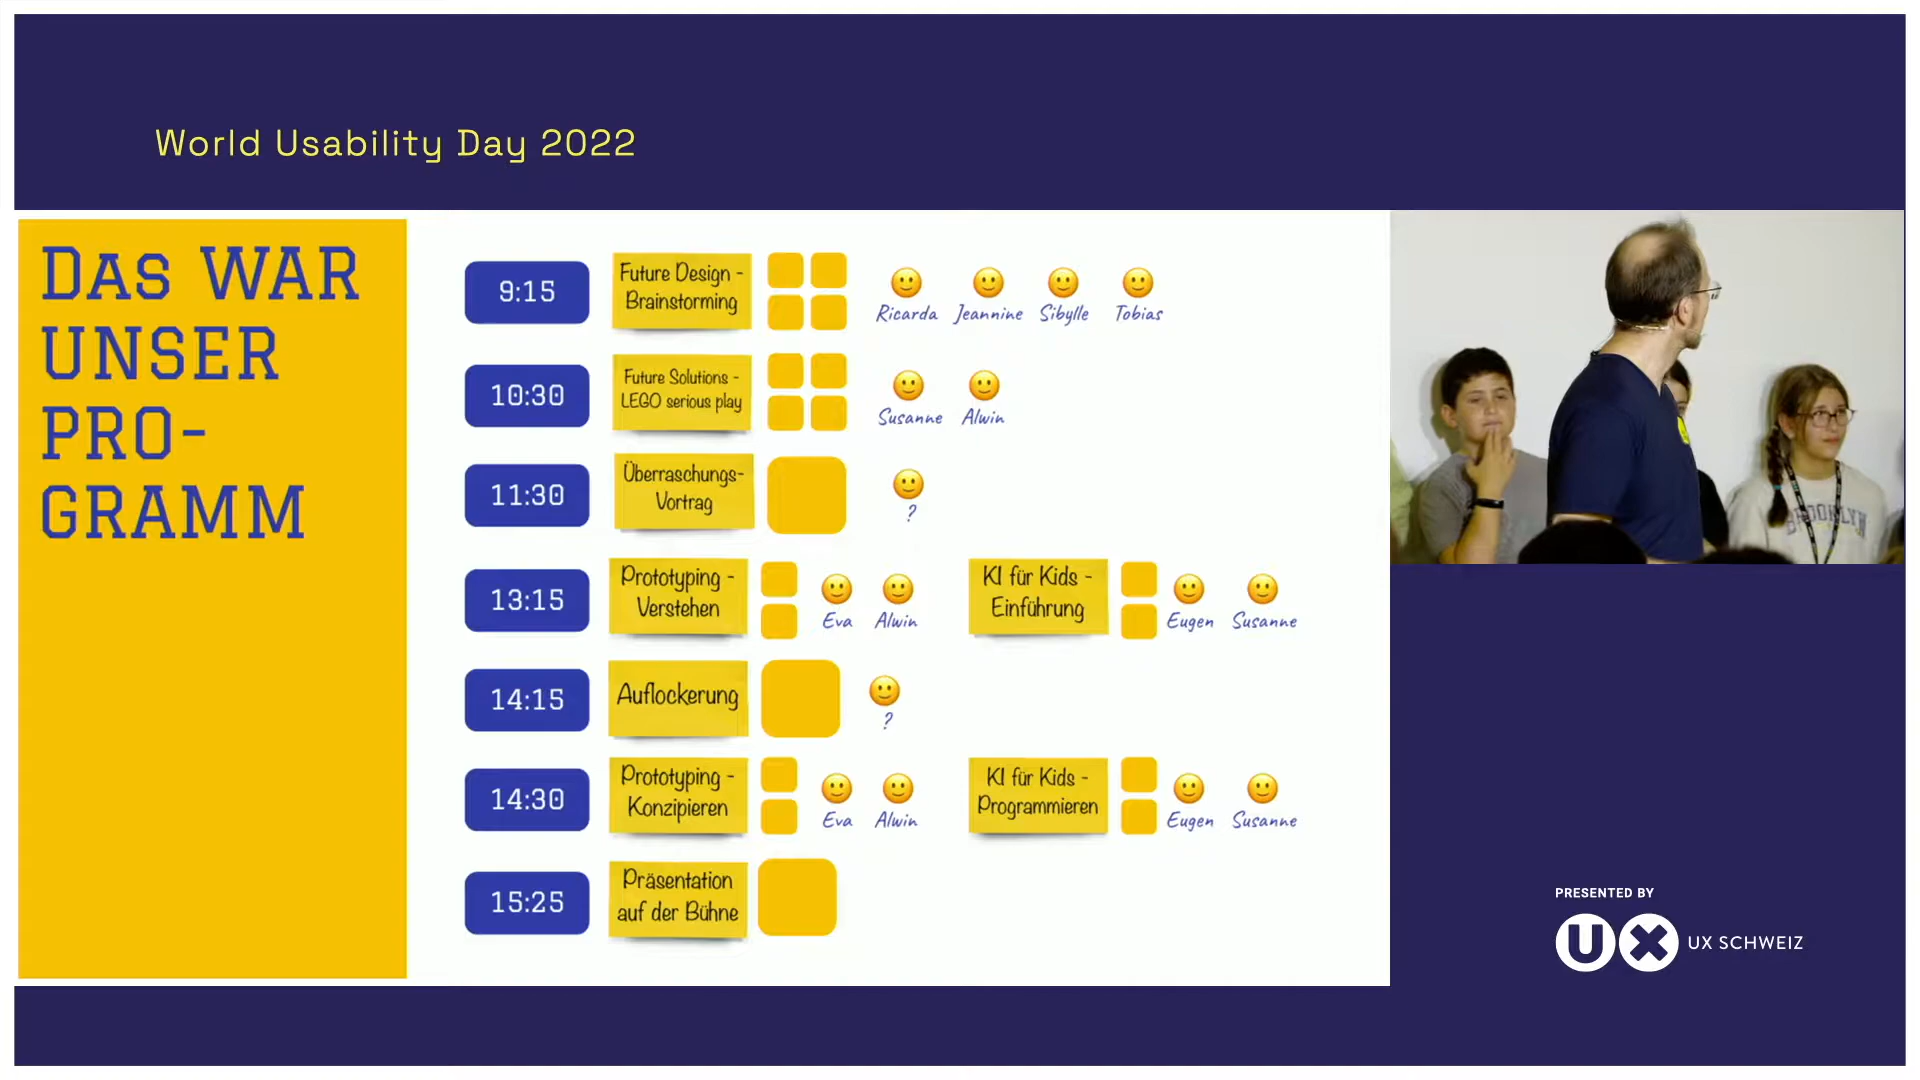 World Usability Day 2022
DAS WAR
UNSER
PRO-
GRAMM
9:15
Future Design -
Brainstorming
Ricarda
Jeannine
Sibylle
Tobias
10:30
Future Solutions -
LEGO serious play
Susanne
Alwin
11:30
Überraschungs-
Vortrag
?
13:15
Prototyping -
Verstehen
Eva
Alwin
KI für Kids -
Einführung
Eugen
Susanne
14:15
Auflockerung
?
14:30
Prototyping -
Konzipieren
Eva
Alwin
KI für Kids -
Programmieren
Eugen
Susanne
15:25
Präsentation
auf der Bühne
BROOKLYN
PRESENTED BY
UX
UX SCHWEIZ